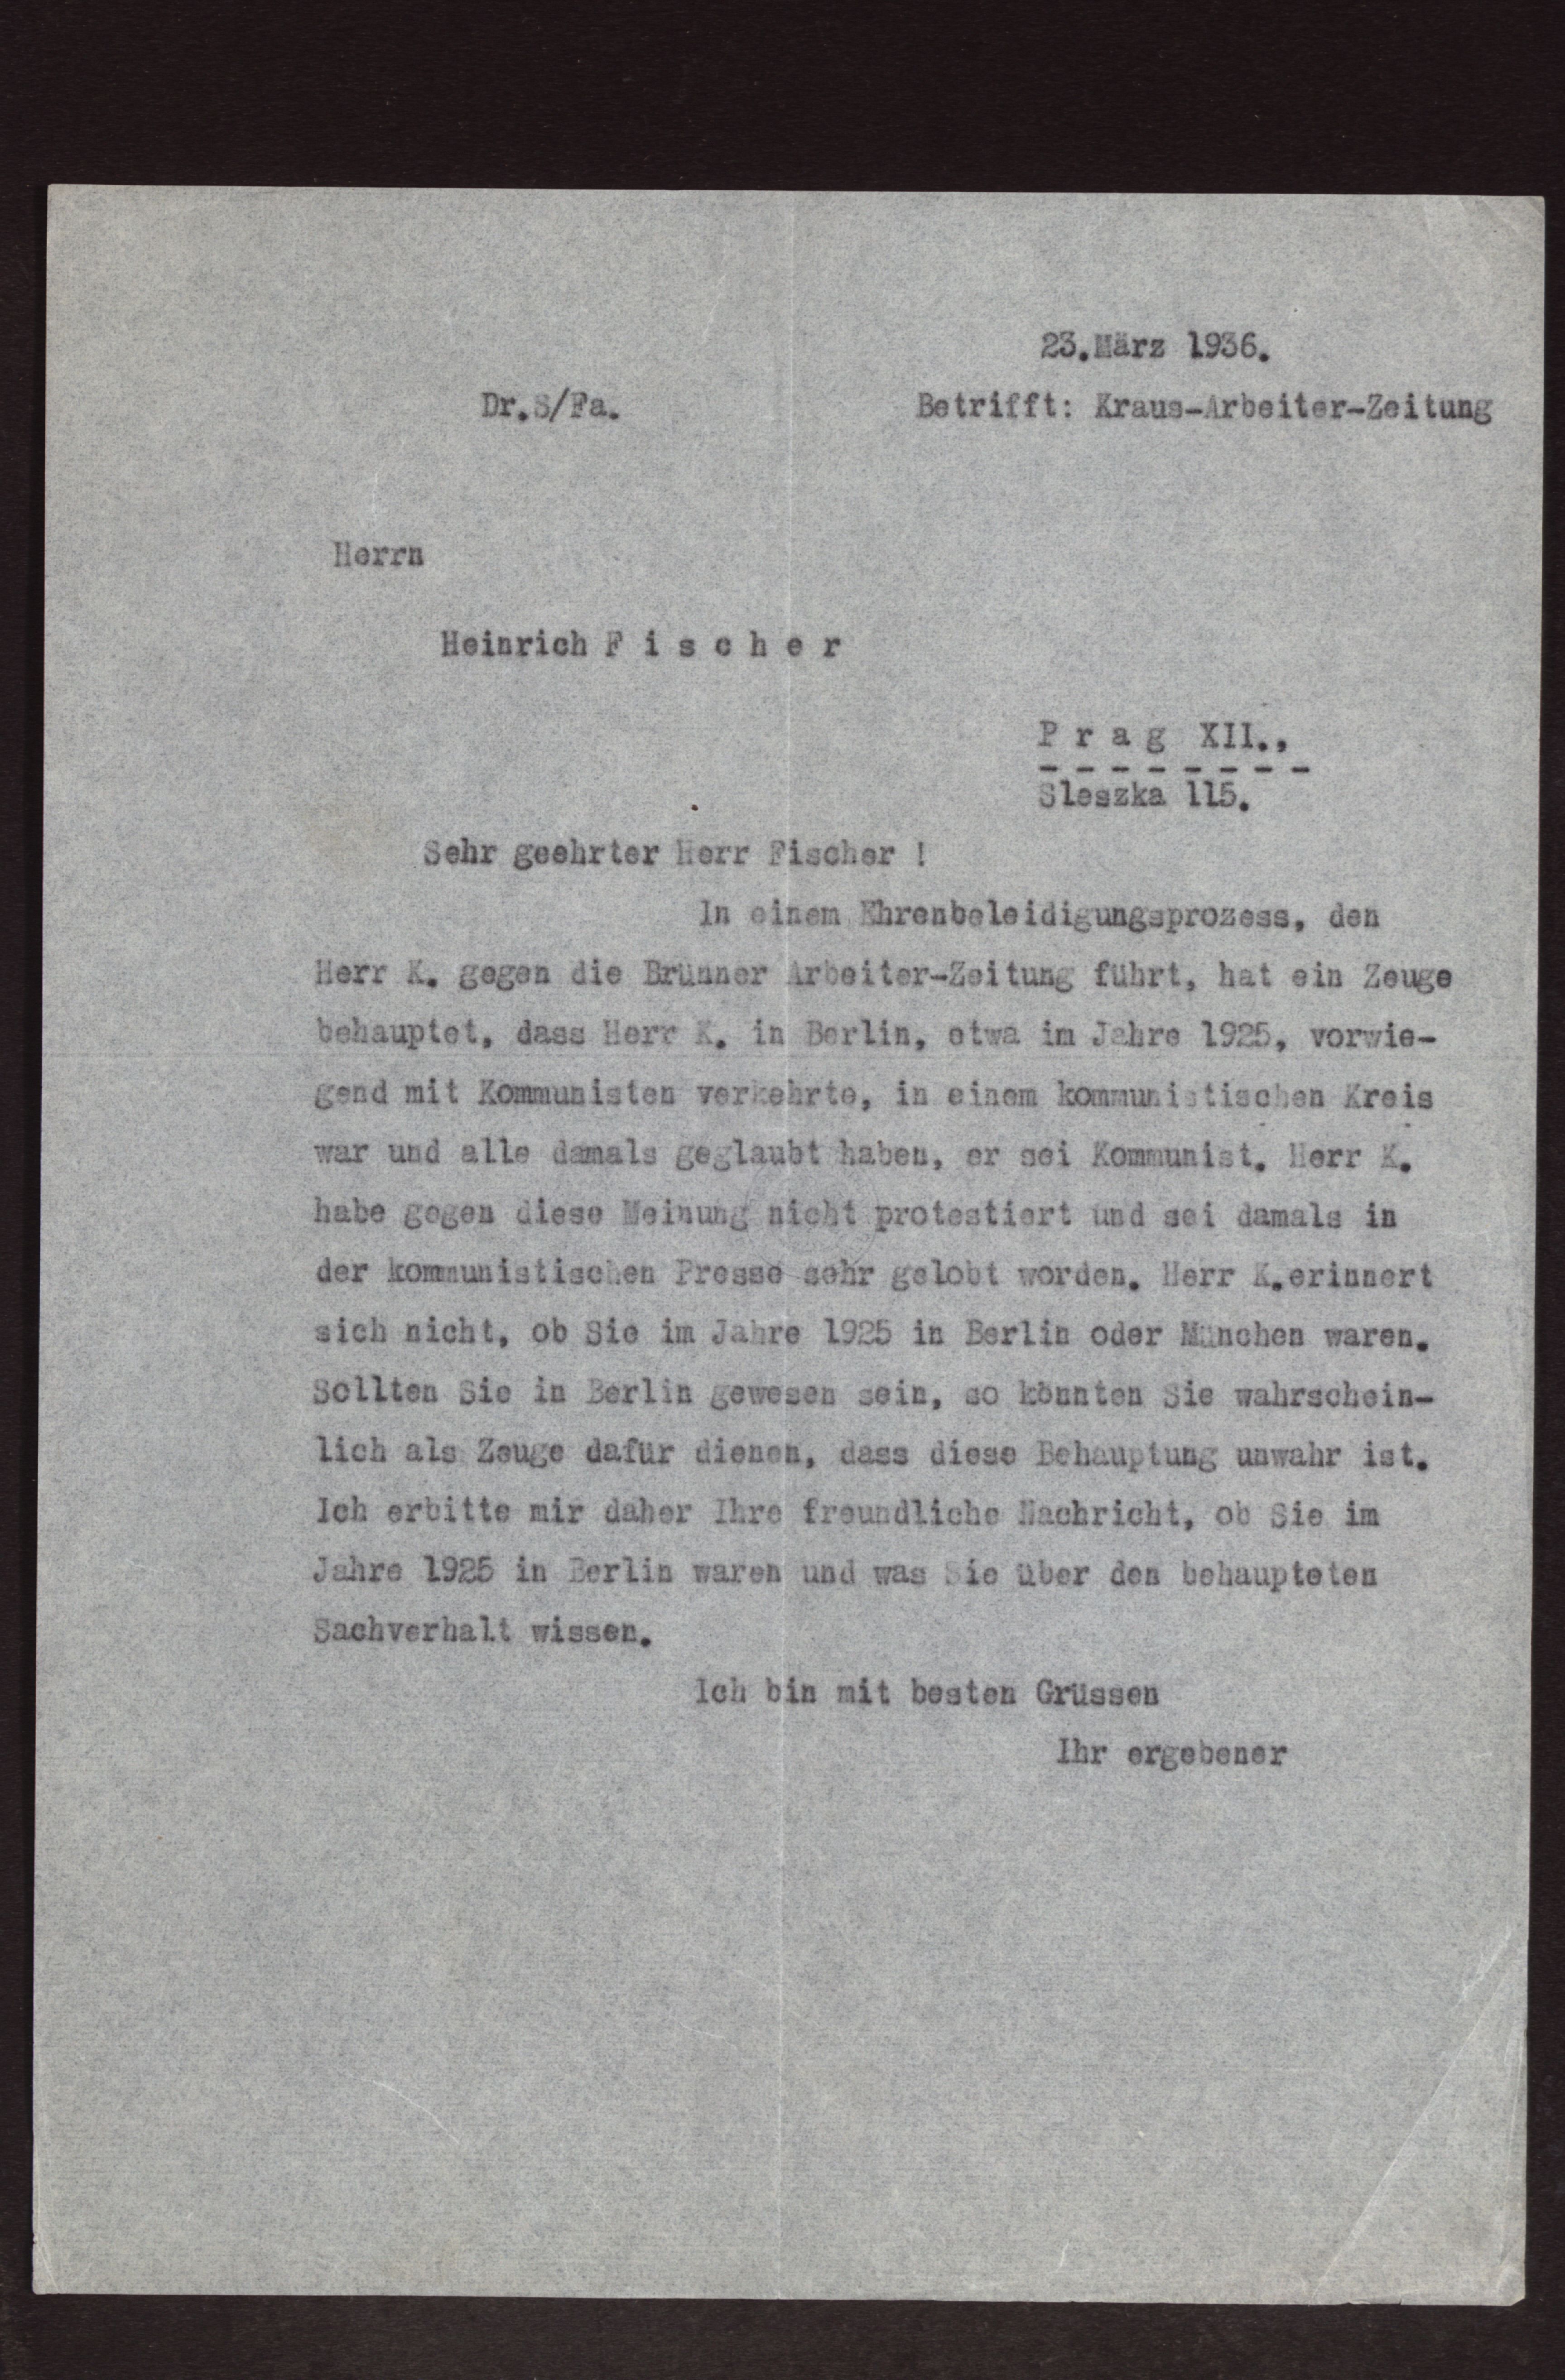 23.März 1936.
Dr.S/Fa. Betrifft: Kraus-Arbeiter-Zeitung
Herrn
Heinrich F i s c h e r
P r a g XII.,
Sleszka 115.
Sehr geehrter Herr Fischer !
In einem Ehrenbeleidigungsprozess, den
Herr K. gegen die Brünner Arbeiter-Zeitung führt, hat ein Zeuge
behauptet, dass Herr K. in Berlin, etwa im Jahre 1925, vorwie-
gend mit Kommunisten verkehrte, in einem kommunistischen Kreis
war und alle damals geglaubt haben, er sei Kommunist. Herr K.
habe gegen diese Meinung nicht protestiert und sei damals in
der kommunistischen Presse sehr gelobt worden. Herr K.erinnert
sich nicht, ob Sie im Jahre 1925 in Berlin oder München waren.
Sollten Sie in Berlin gewesen sein, so könnten Sie wahrschein-
lich als Zeuge dafür dienen, dass diese Behauptung unwahr ist.
Ich erbitte mir daher Ihre freundliche Nachricht, ob Sie im
Jahre 1925 in Berlin waren und was Sie über den behaupteten
Sachverhalt wissen.
Ich bin mit besten Grüssen
Ihr ergebener